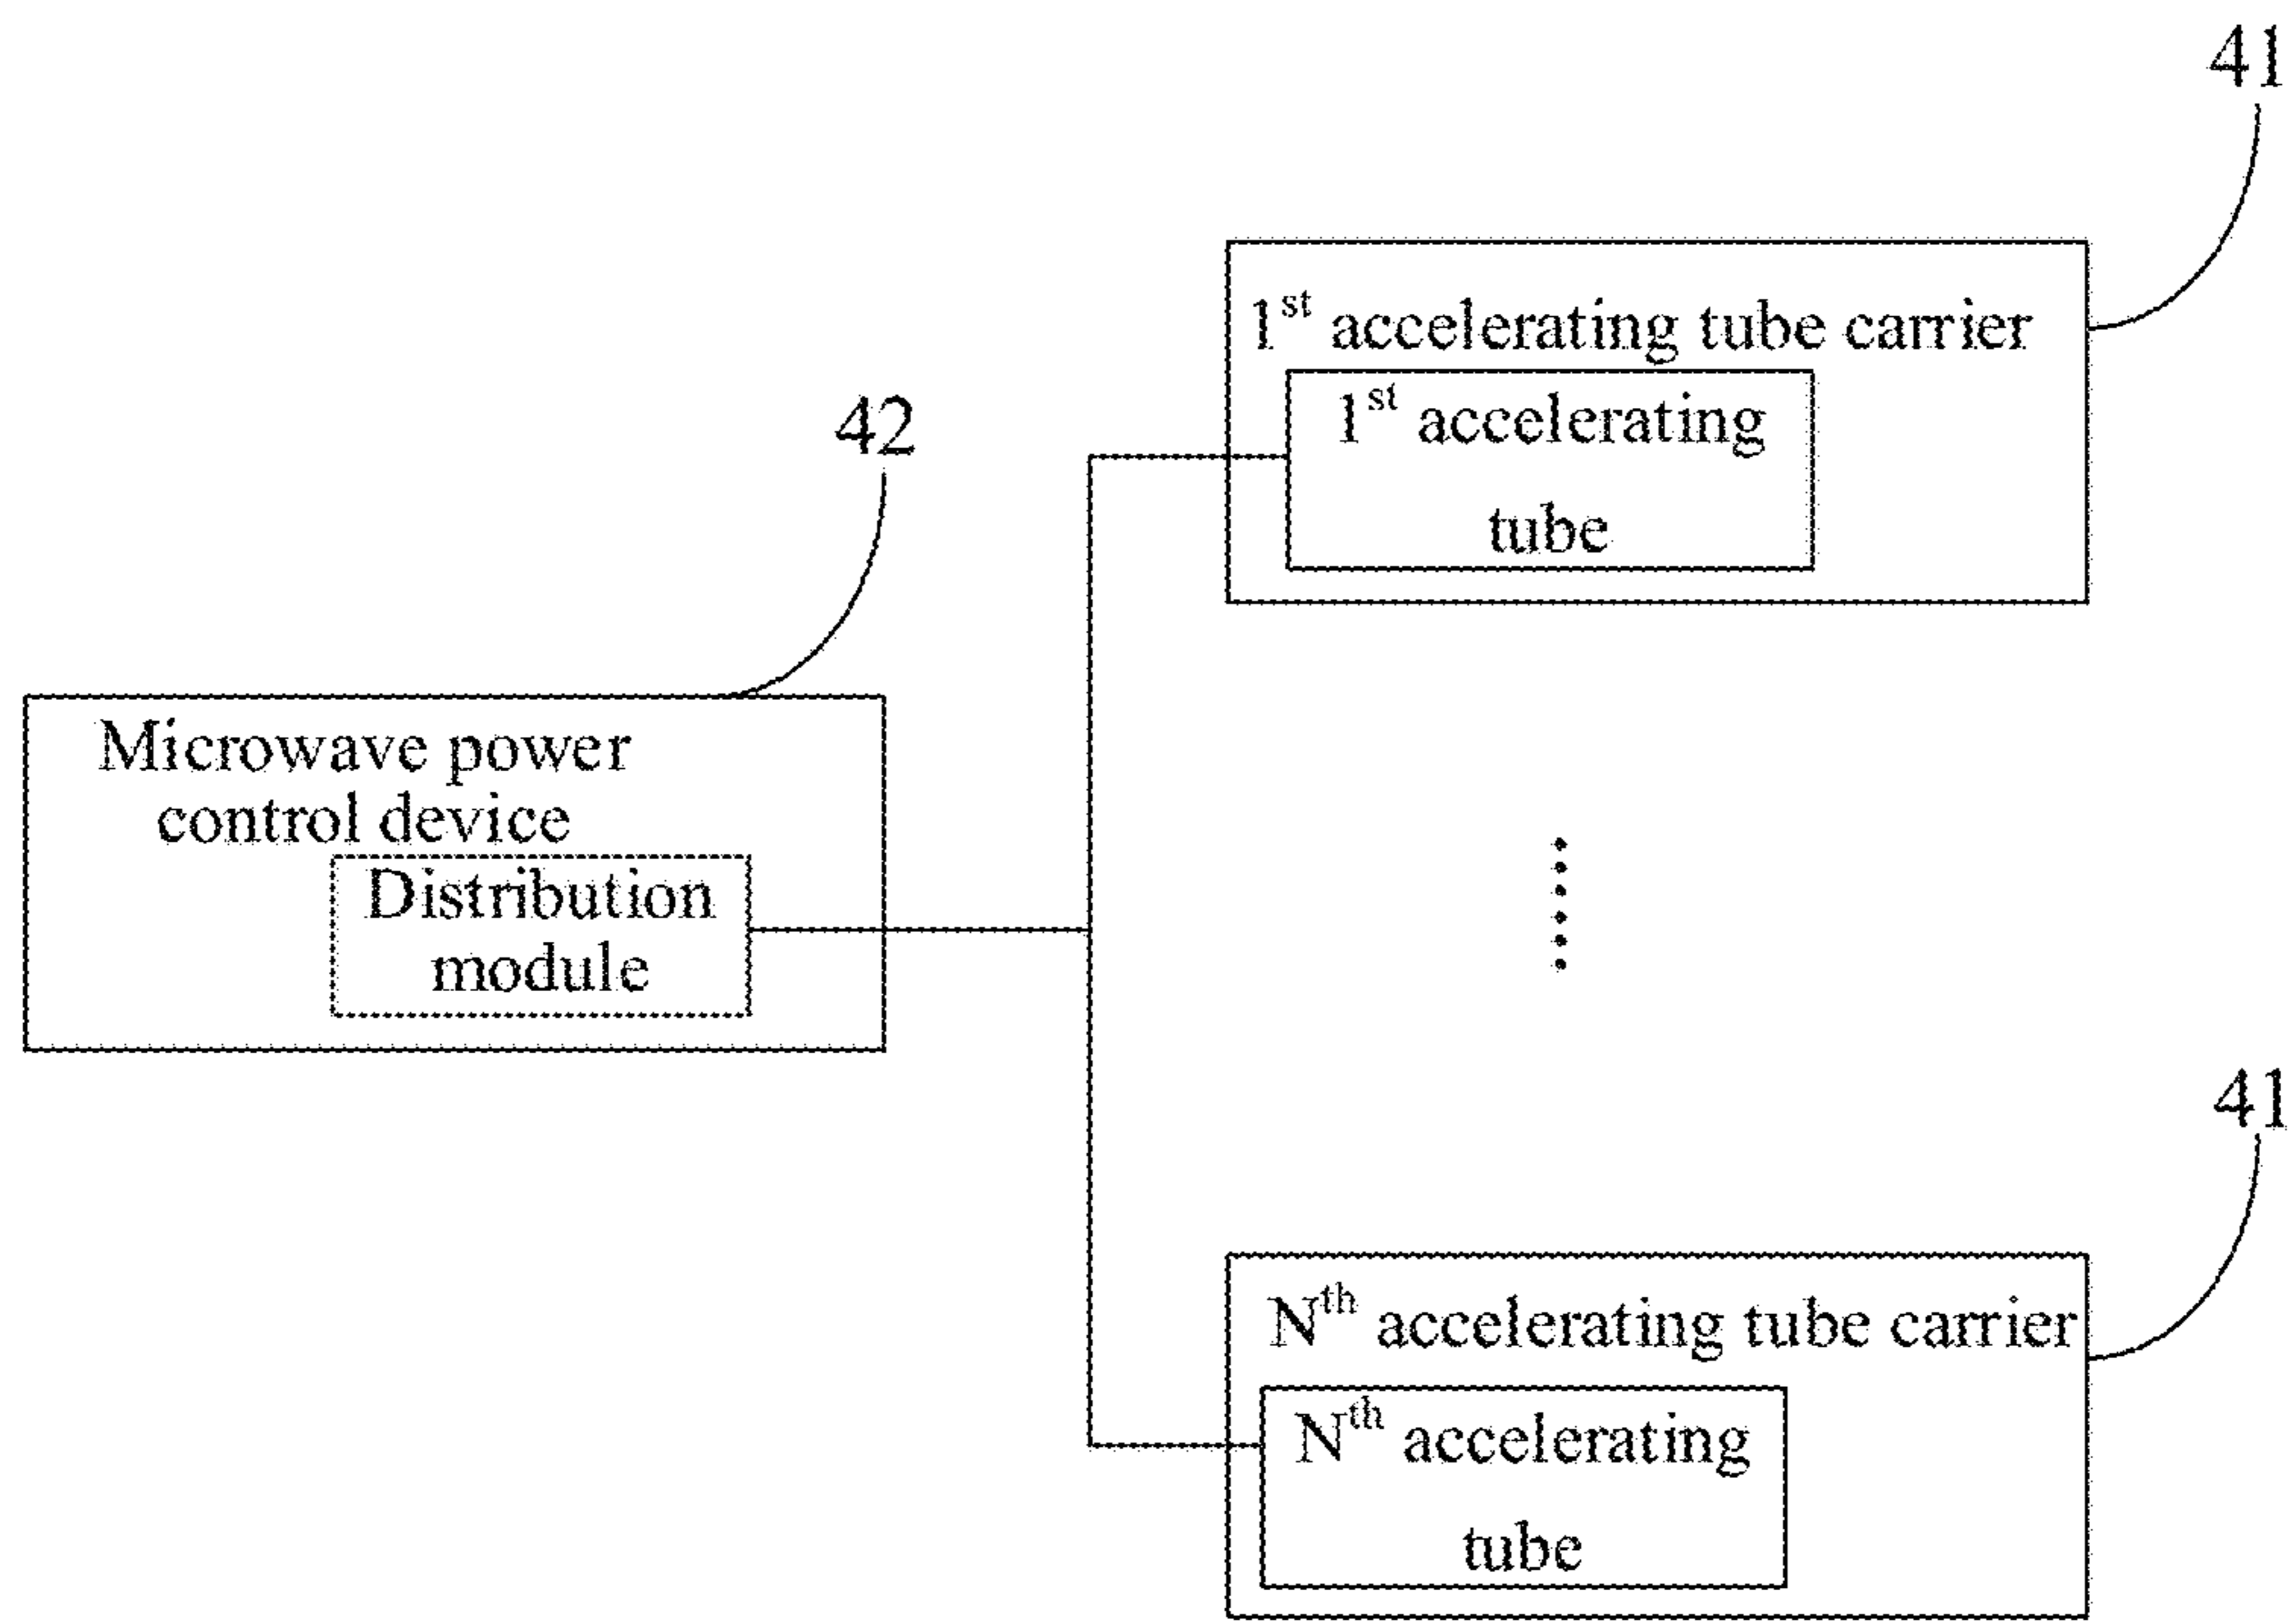 41
1st accelerating tube carrier
1st accelerating
tube
42
Microwave power
control device
Distribution
module
41
Nth accelerating tube carrier
Nth accelerating
tube